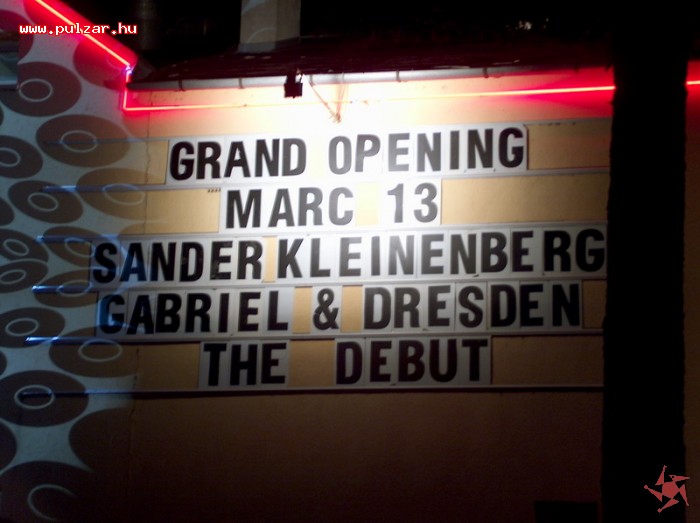 www.pulzar.hu
GRAND OPENING
MARC 13
SANDER KLEINENBERG
GABRIEL & DRESDEN
THE DEBUT